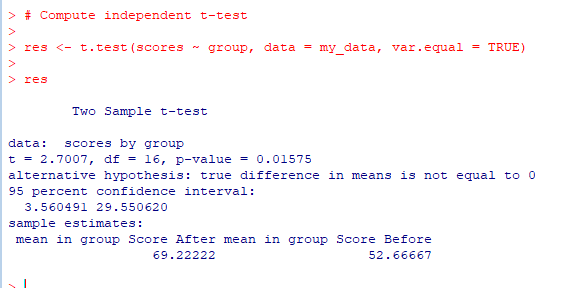 > # Compute independent t-test
>
> res <- t.test(scores ~ group, data = my_data, var.equal = TRUE)
>
> res
Two Sample t-test
data:  scores by group
t = 2.7007, df = 16, p-value = 0.01575
alternative hypothesis: true difference in means is not equal to 0
95 percent confidence interval:
3.560491 29.550620
sample estimates:
mean in group Score After mean in group Score Before
69.22222 52.66667
>